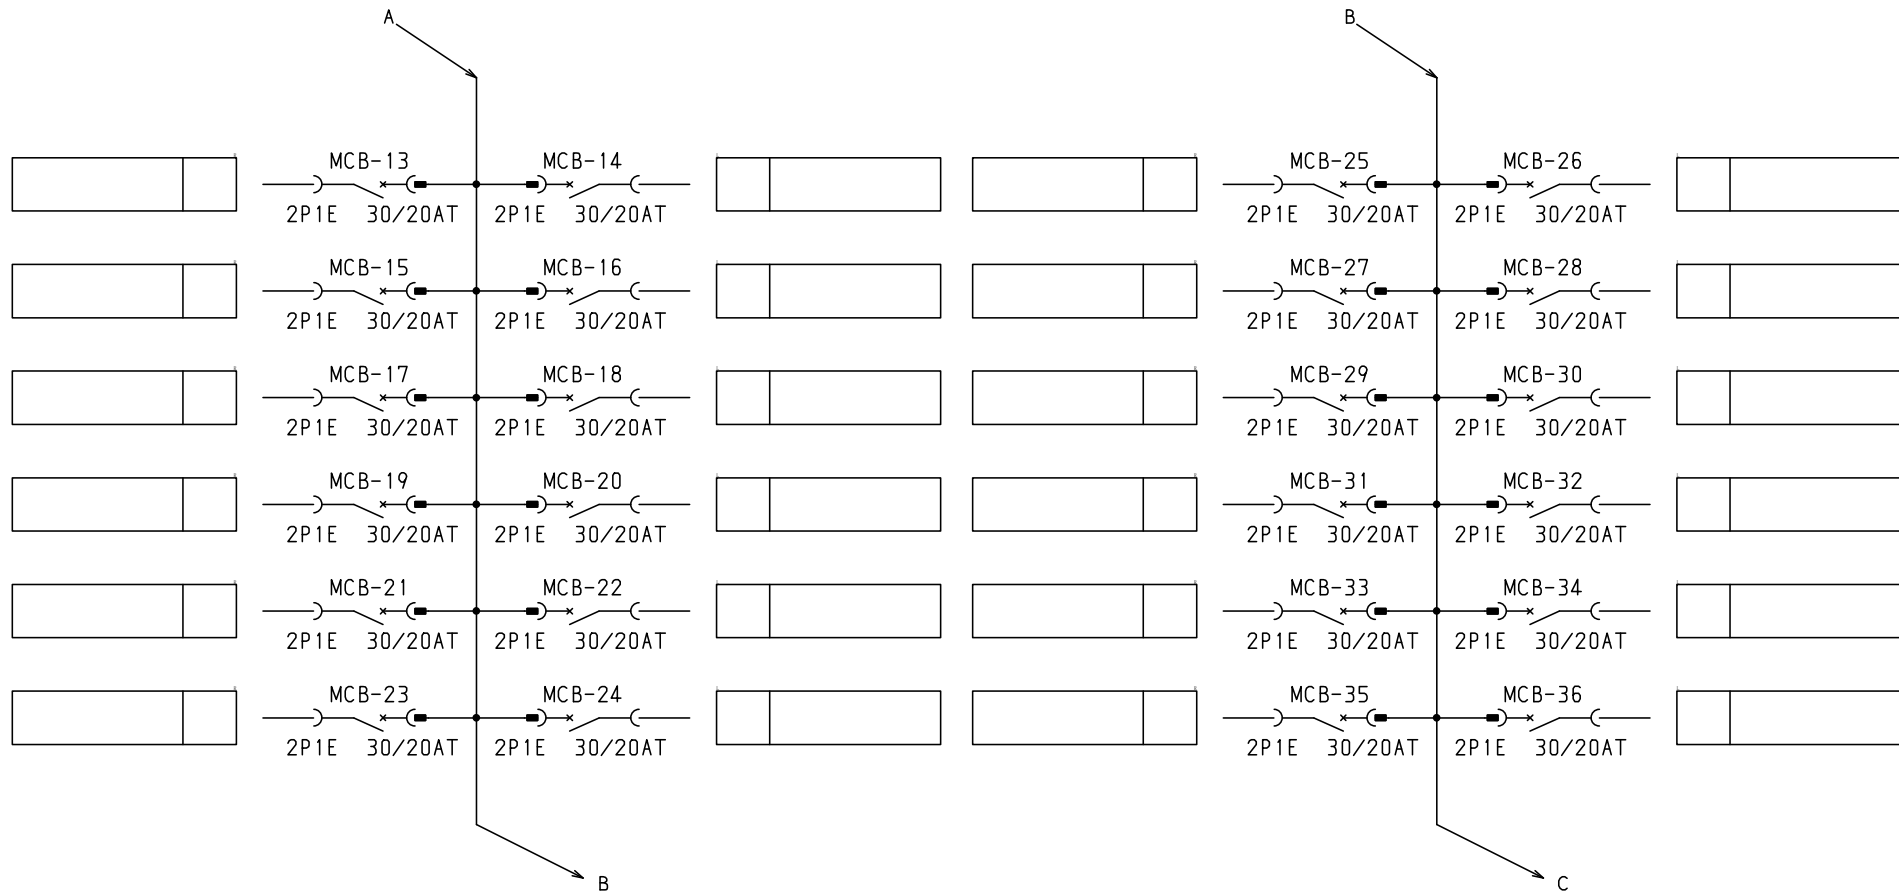 A
B
MCB-13 MCB-14 MCB-25 MCB-26
2P1E 30/20AT 2P1E 30/20AT 2P1E 30/20AT 2P1E 30/20AT
MCB-15 MCB-16 MCB-27 MCB-28
2P1E 30/20AT 2P1E 30/20AT 2P1E 30/20AT 2P1E 30/20AT
MCB-17 MCB-18 MCB-29 MCB-30
2P1E 30/20AT 2P1E 30/20AT 2P1E 30/20AT 2P1E 30/20AT
MCB-19 MCB-20 MCB-31 MCB-32
2P1E 30/20AT 2P1E 30/20AT 2P1E 30/20AT 2P1E 30/20AT
MCB-21 MCB-22 MCB-33 MCB-34
2P1E 30/20AT 2P1E 30/20AT 2P1E 30/20AT 2P1E 30/20AT
MCB-23 MCB-24 MCB-35 MCB-36
2P1E 30/20AT 2P1E 30/20AT 2P1E 30/20AT 2P1E 30/20AT
B
C